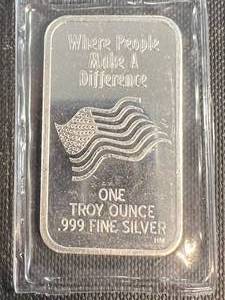 Where People
Make A
Difference
ONE
TROY OUNCE
.999 FINE SILVER